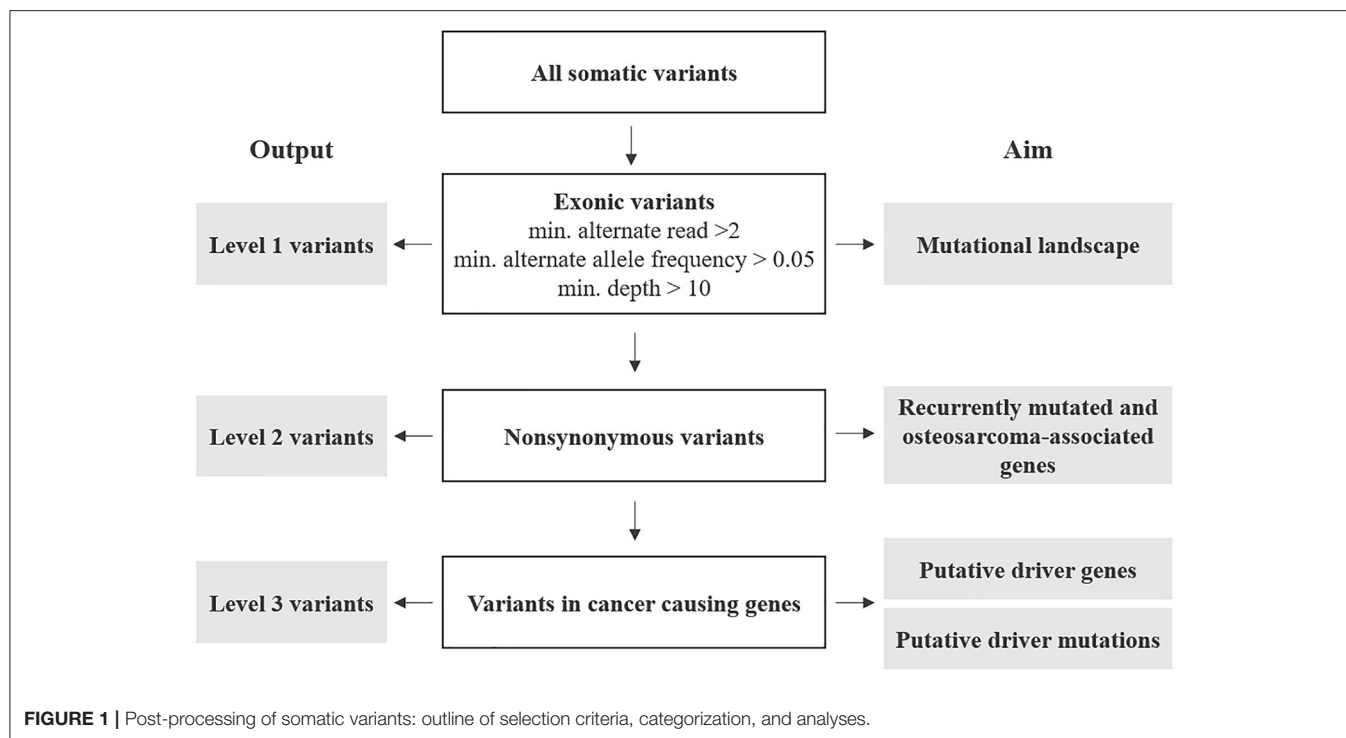 All somatic variants
Output
Aim
Level 1 variants
Exonic variants
min. alternate read >2
min. alternate allele frequency > 0.05
min. depth > 10
Mutational landscape
Level 2 variants
Nonsynonymous variants
Recurrently mutated and
osteosarcoma-associated
genes
Level 3 variants
Variants in cancer causing genes
Putative driver genes
Putative driver mutations
FIGURE 1 | Post-processing of somatic variants: outline of selection criteria, categorization, and analyses.